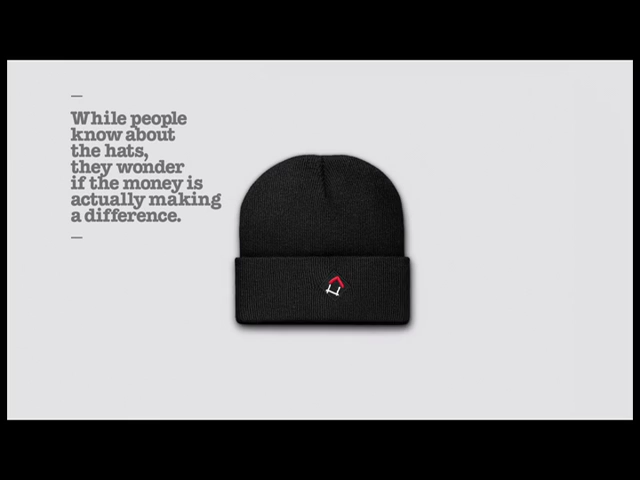 While people
know about
the hats,
they wonder
if the money is
actually making
a difference.